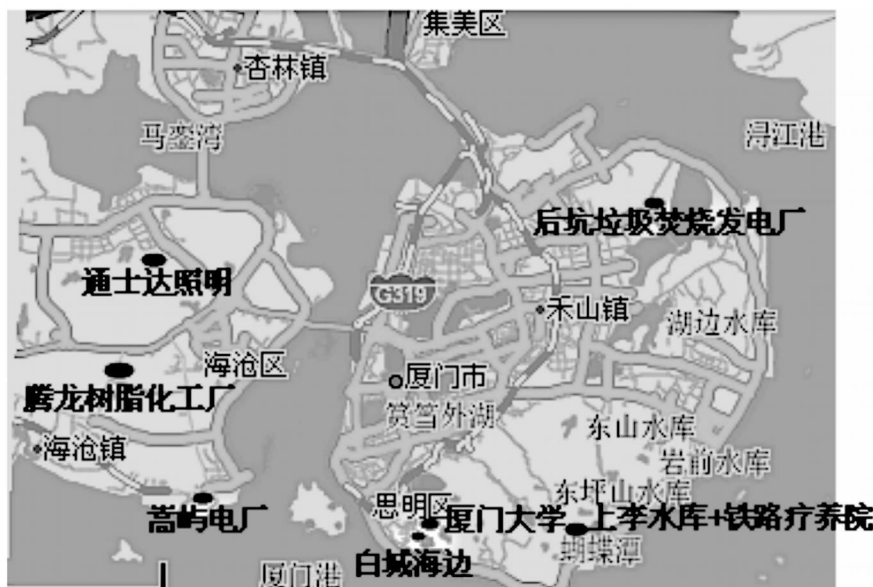 集美区
杏林镇
马銮湾
浔江港
后坑垃圾焚烧发电厂
通士达照明
G319
禾山镇
湖边水库
海沧区
厦门市
腾龙树脂化工厂
筼筜外湖
东山水库
海沧镇
岩前水库
东坪山水库
思明区
嵩屿电厂
厦门大学
上李水库+铁路疗养院
白城海边
蝴蝶潭
厦门港